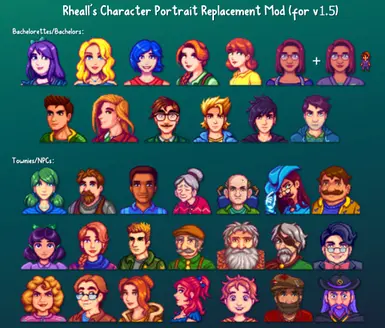 Rheall's Character Portrait Replacement Mod (for v1.5)
Bachelorettes/Bachelors:
+
Townies/NPCs: